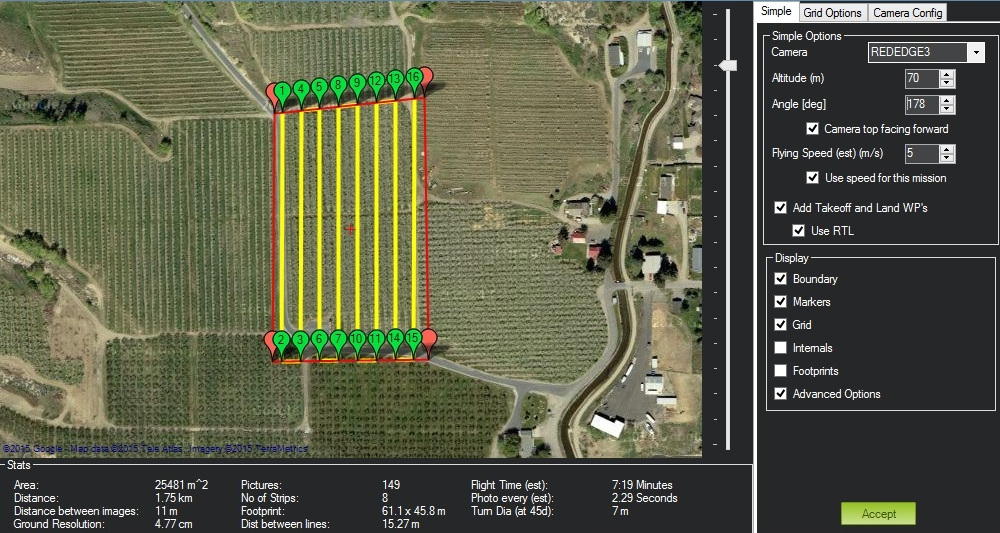 Simple Grid Options Camera Config
Simple Options
Camera REDEDGE3
Altitude (m) 70
Angle [deg] 178
Camera top facing forward
Flying Speed (est) (m/s) 5
Use speed for this mission
Add Takeoff and Land WP's
Use RTL
Display
Boundary
Markers
Grid
Internals
Footprints
Advanced Options
Accept
1 4 5 8 9 12 13 16
2 3 6 7 10 11 14 15
©2015 Google - Map data ©2015 Tele Atlas, Imagery ©2015 TerraMetrics
Stats
Area: 25481 m^2 Pictures: 149 Flight Time (est): 7:19 Minutes
Distance: 1.75 km No of Strips: 8 Photo every (est): 2.29 Seconds
Distance between images: 11 m Footprint: 61.1 x 45.8 m Turn Dia (at 45d): 7 m
Ground Resolution: 4.77 cm Dist between lines: 15.27 m